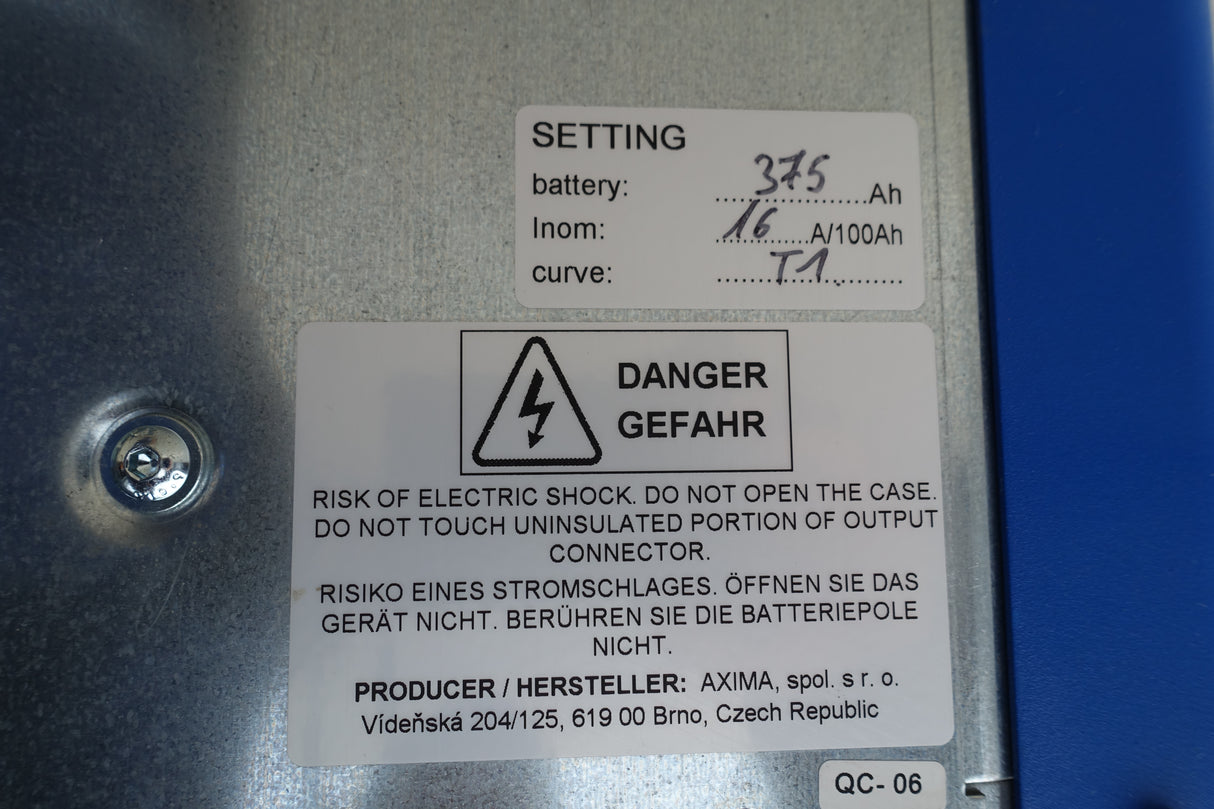 SETTING
battery: ...............375...............Ah
Inom: .........16.........A/100Ah
curve: ...............T1...............
DANGER
GEFAHR
RISK OF ELECTRIC SHOCK. DO NOT OPEN THE CASE.
DO NOT TOUCH UNINSULATED PORTION OF OUTPUT
CONNECTOR.
RISIKO EINES STROMSCHLAGES. ÖFFNEN SIE DAS
GERÄT NICHT. BERÜHREN SIE DIE BATTERIEPOLE
NICHT.
PRODUCER / HERSTELLER: AXIMA, spol. s r. o.
Vídeňská 204/125, 619 00 Brno, Czech Republic
QC- 06